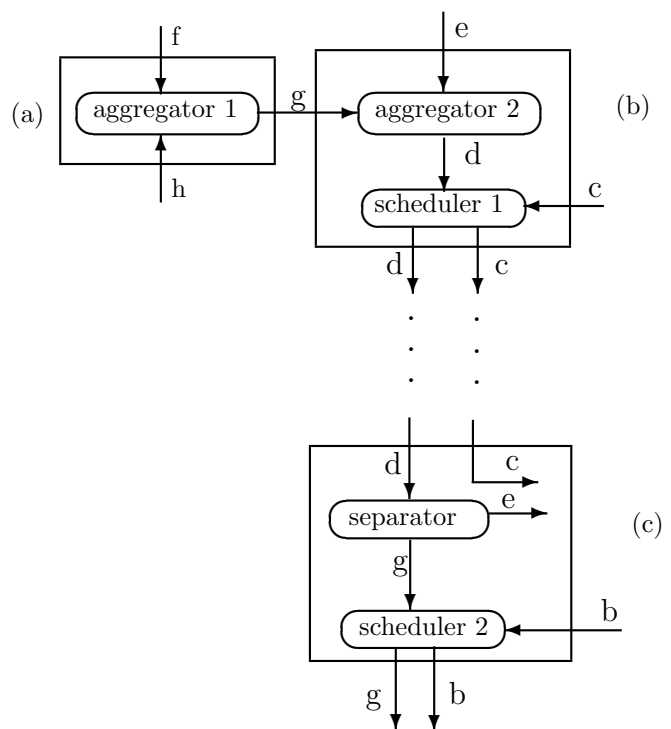 f
e
g
(a)
aggregator 1
aggregator 2
(b)
d
h
c
scheduler 1
d
c
. .
. .
. .
d
c
e
separator
(c)
g
b
scheduler 2
g
b